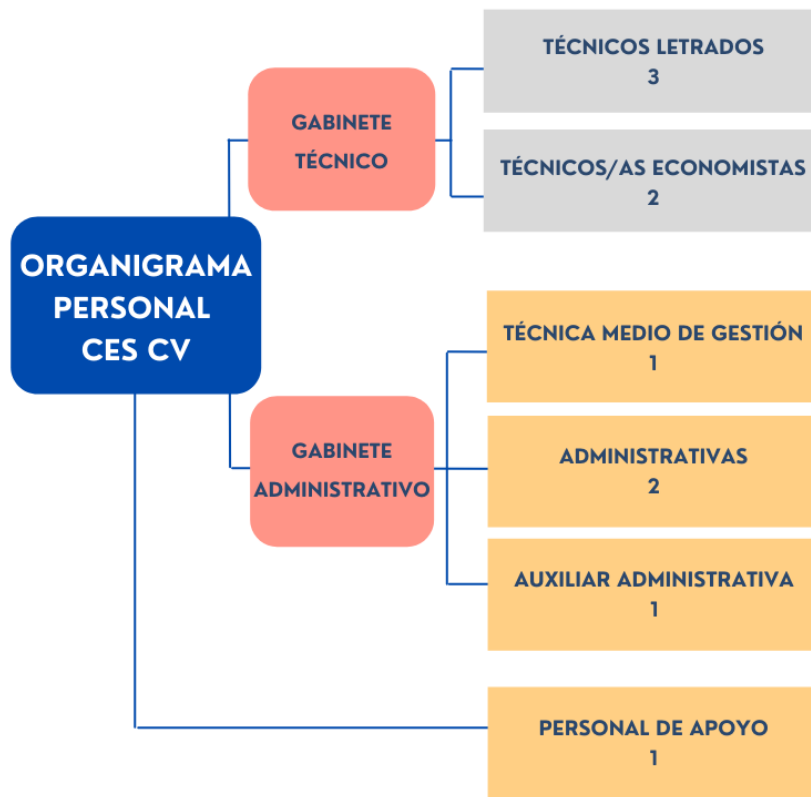 TÉCNICOS LETRADOS
3
GABINETE
TÉCNICO
TÉCNICOS/AS ECONOMISTAS
2
ORGANIGRAMA
PERSONAL
CES CV
TÉCNICA MEDIO DE GESTIÓN
1
GABINETE
ADMINISTRATIVO
ADMINISTRATIVAS
2
AUXILIAR ADMINISTRATIVA
1
PERSONAL DE APOYO
1